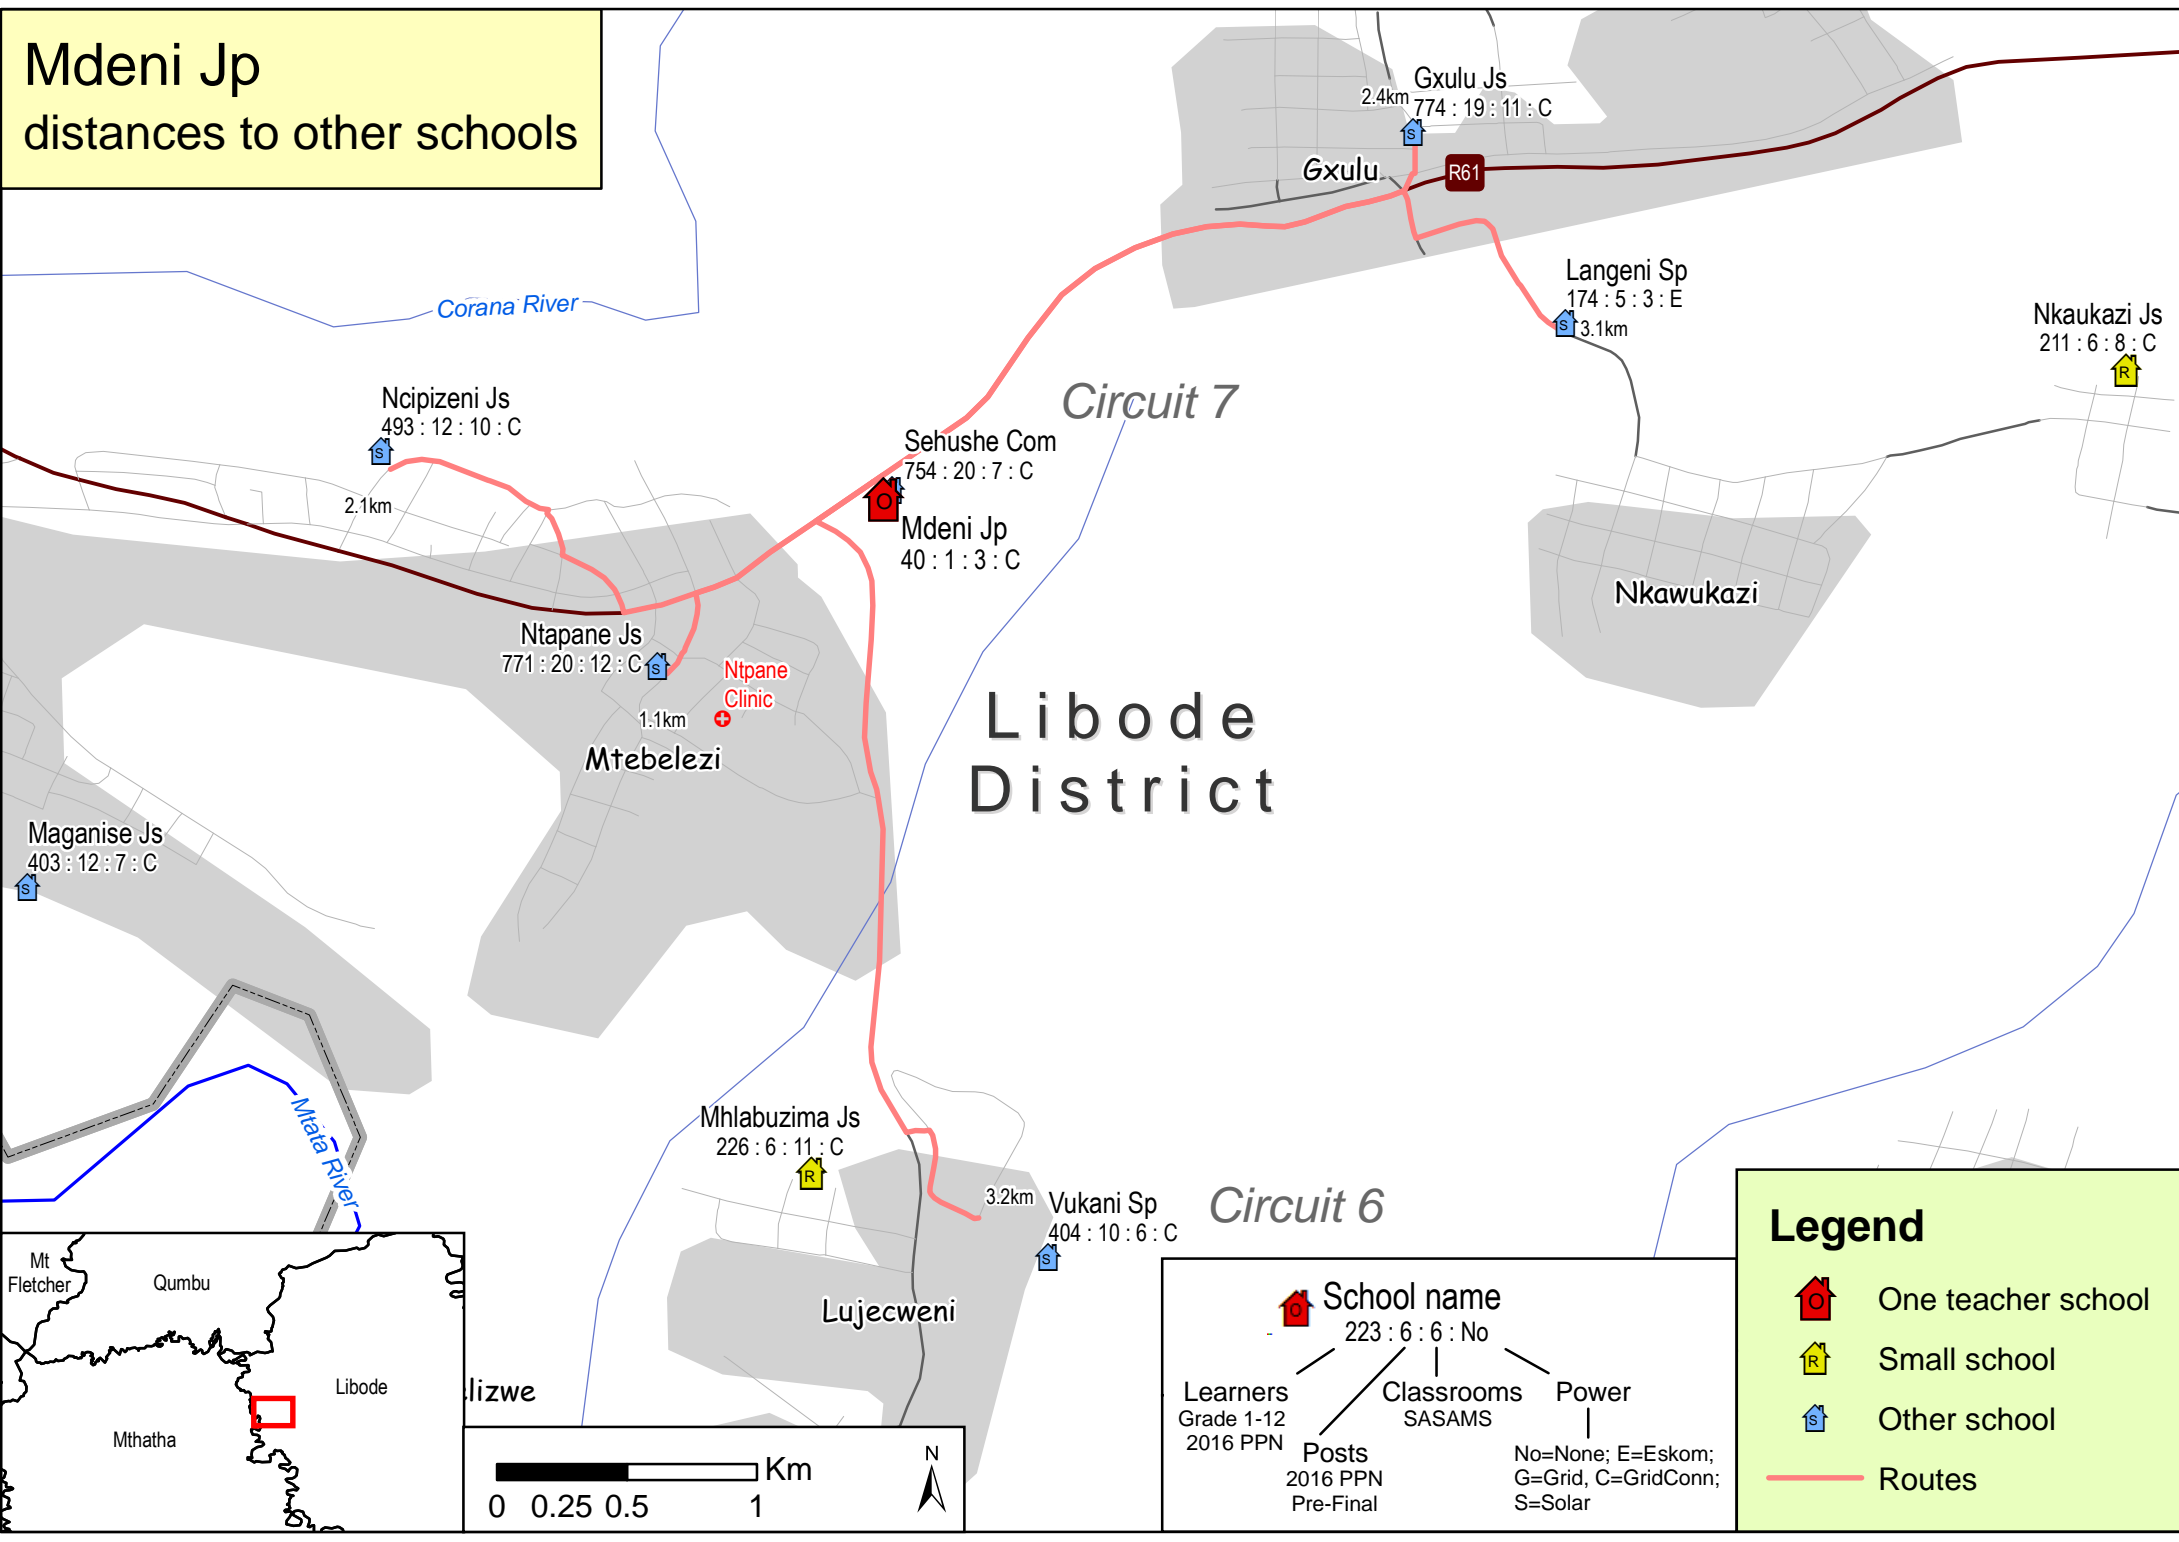 Mdeni Jp
distances to other schools
Gxulu Js
2.4km
774 : 19 : 11 : C
S
Gxulu
R61
Langeni Sp
174 : 5 : 3 : E
S
3.1km
Nkaukazi Js
211 : 6 : 8 : C
R
Corana River
Circuit 7
Ncipizeni Js
493 : 12 : 10 : C
S
2.1km
Sehushe Com
754 : 20 : 7 : C
O
Mdeni Jp
40 : 1 : 3 : C
Nkawukazi
Ntapane Js
771 : 20 : 12 : C
S
Ntpane
Clinic
1.1km
Mtebelezi
Libode
District
Maganise Js
403 : 12 : 7 : C
S
Mtata River
Mhlabuzima Js
226 : 6 : 11 : C
R
3.2km
Vukani Sp
404 : 10 : 6 : C
S
Circuit 6
Lujecweni
lizwe
Mt
Fletcher
Qumbu
Libode
Mthatha
Km
0 0.25 0.5 1
N
O
School name
223 : 6 : 6 : No
Learners
Grade 1-12
2016 PPN
Posts
2016 PPN
Pre-Final
Classrooms
SASAMS
Power
No=None; E=Eskom;
G=Grid, C=GridConn;
S=Solar
Legend
O One teacher school
R Small school
S Other school
Routes